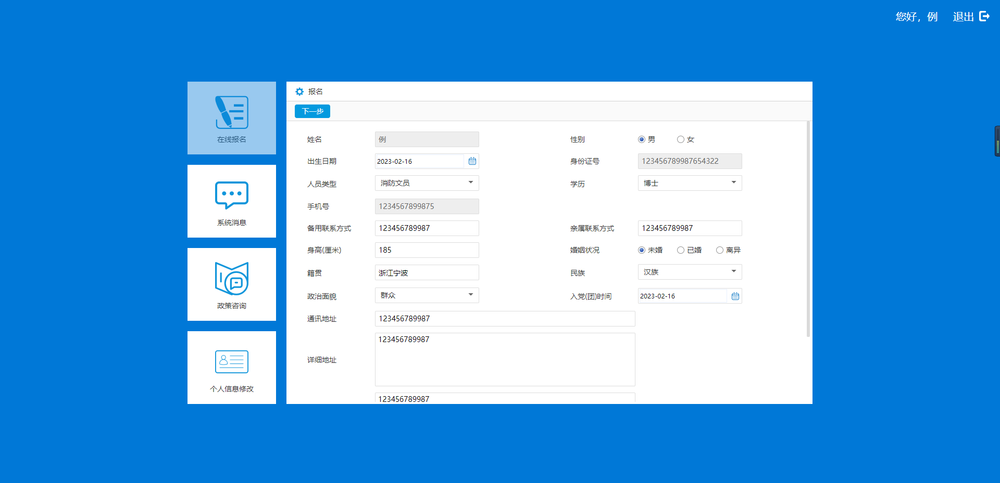 您好，例 退出
在线报名
系统消息
政策咨询
个人信息修改
报名
下一步
姓名 例 性别 男 女
出生日期 2023-02-16 身份证号 123456789987654322
人员类型 消防文员 学历 博士
手机号 1234567899875
备用联系方式 123456789987 亲属联系方式 123456789987
身高(厘米) 185 婚姻状况 未婚 已婚 离异
籍贯 浙江宁波 民族 汉族
政治面貌 群众 入党(团)时间 2023-02-16
通讯地址 123456789987
详细地址 123456789987
123456789987